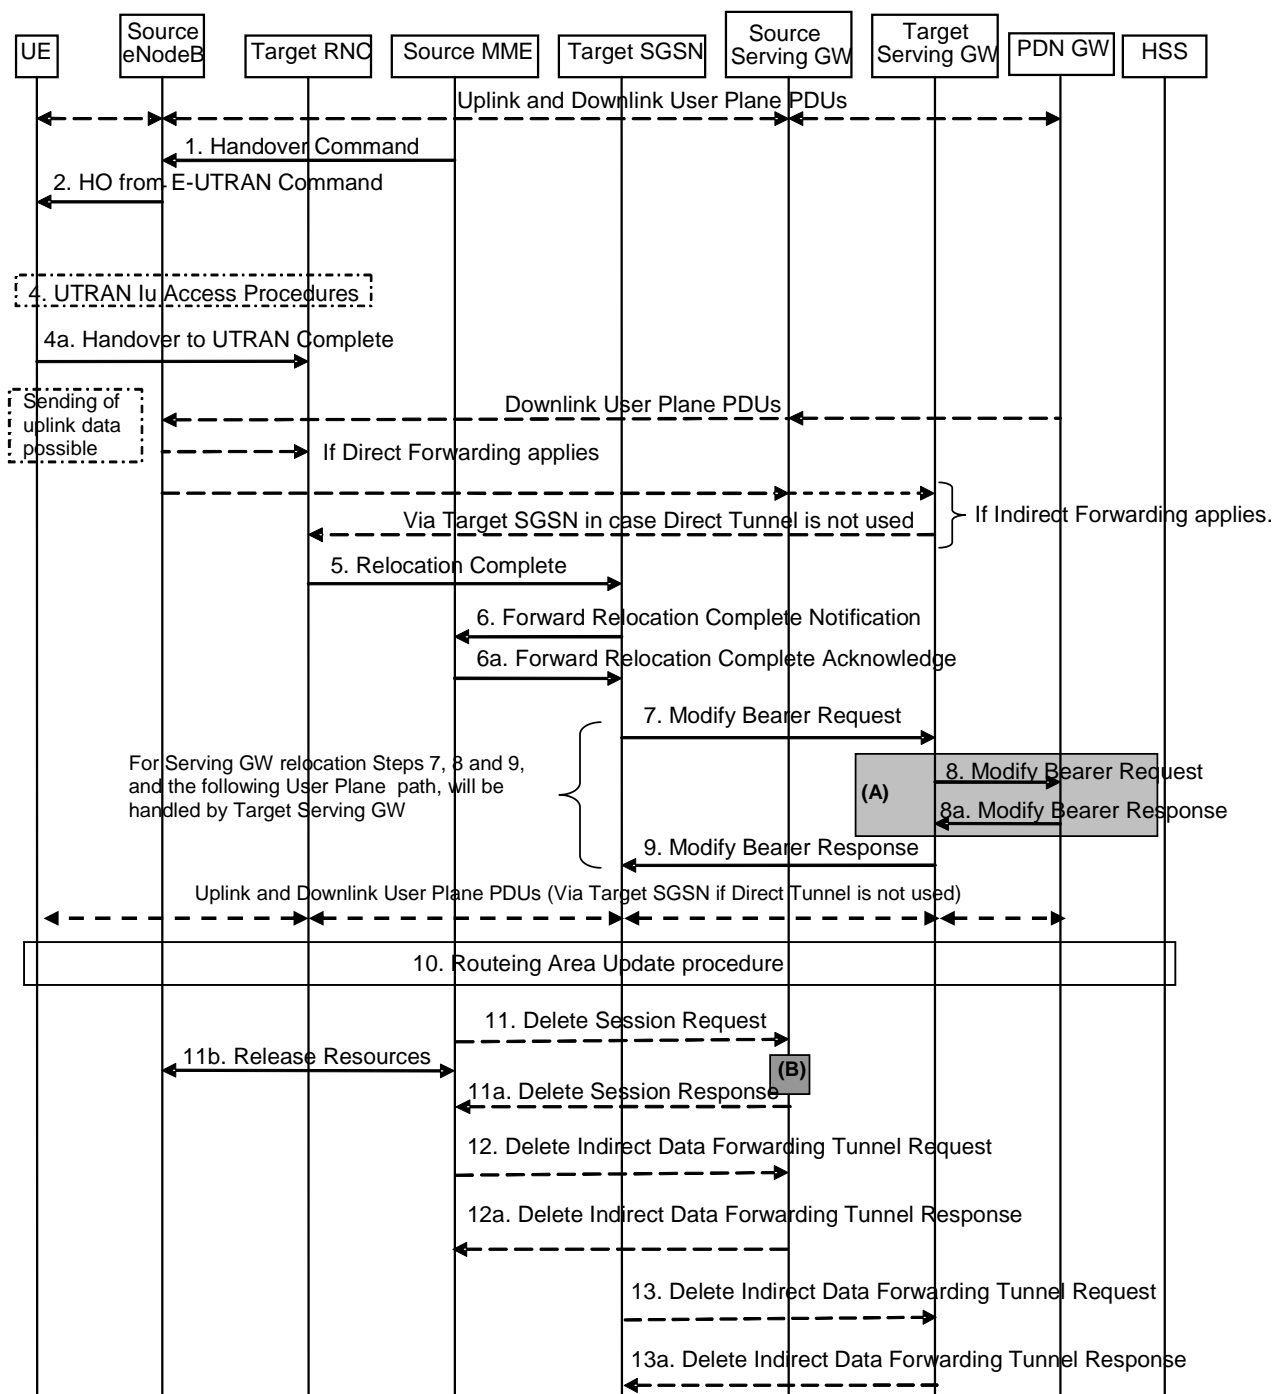 UE
Source
eNodeB
Target RNC
Source MME
Target SGSN
Source
Serving GW
Target
Serving GW
PDN GW
HSS
Uplink and Downlink User Plane PDUs
1. Handover Command
2. HO from E-UTRAN Command
4. UTRAN Iu Access Procedures
4a. Handover to UTRAN Complete
Sending of
uplink data
possible
Downlink User Plane PDUs
If Direct Forwarding applies
Via Target SGSN in case Direct Tunnel is not used
If Indirect Forwarding applies.
5. Relocation Complete
6. Forward Relocation Complete Notification
6a. Forward Relocation Complete Acknowledge
7. Modify Bearer Request
For Serving GW relocation Steps 7, 8 and 9,
and the following User Plane path, will be
handled by Target Serving GW
(A)
8. Modify Bearer Request
8a. Modify Bearer Response
9. Modify Bearer Response
Uplink and Downlink User Plane PDUs (Via Target SGSN if Direct Tunnel is not used)
10. Routeing Area Update procedure
11. Delete Session Request
11b. Release Resources
(B)
11a. Delete Session Response
12. Delete Indirect Data Forwarding Tunnel Request
12a. Delete Indirect Data Forwarding Tunnel Response
13. Delete Indirect Data Forwarding Tunnel Request
13a. Delete Indirect Data Forwarding Tunnel Response